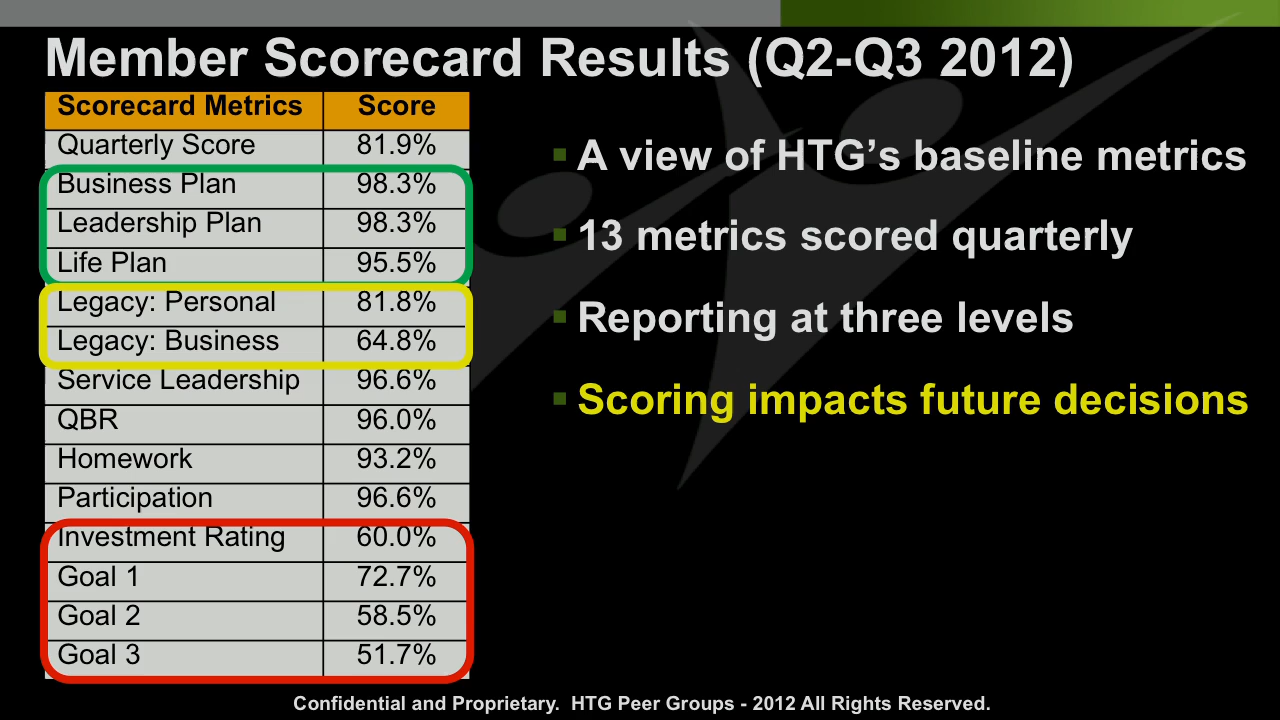 Member Scorecard Results (Q2-Q3 2012)
Scorecard Metrics Score
Quarterly Score 81.9%
Business Plan 98.3%
Leadership Plan 98.3%
Life Plan 95.5%
Legacy: Personal 81.8%
Legacy: Business 64.8%
Service Leadership 96.6%
QBR 96.0%
Homework 93.2%
Participation 96.6%
Investment Rating 60.0%
Goal 1 72.7%
Goal 2 58.5%
Goal 3 51.7%
A view of HTG’s baseline metrics
13 metrics scored quarterly
Reporting at three levels
Scoring impacts future decisions
Confidential and Proprietary. HTG Peer Groups - 2012 All Rights Reserved.